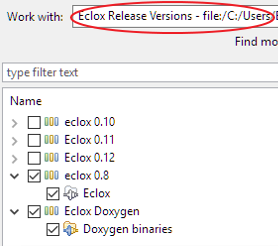 Work with: Eclox Release Versions - file:/C:/Users/
Find mo
type filter text
Name
eclox 0.10
eclox 0.11
eclox 0.12
eclox 0.8
Eclox
Eclox Doxygen
Doxygen binaries